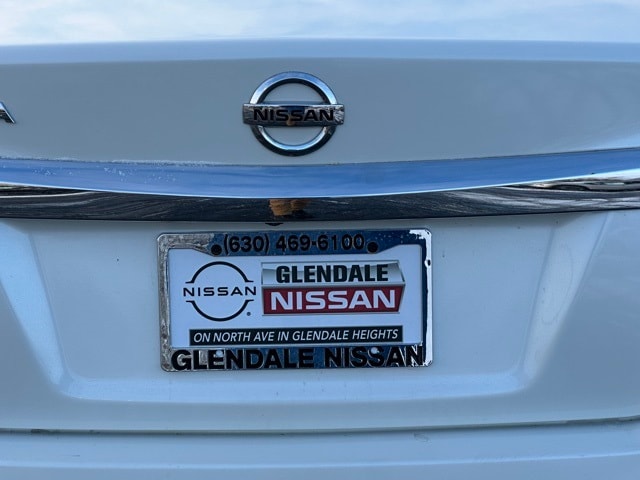 A
NISSAN
(630) 469-6100
NISSAN
GLENDALE
NISSAN
ON NORTH AVE IN GLENDALE HEIGHTS
GLENDALE NISSAN